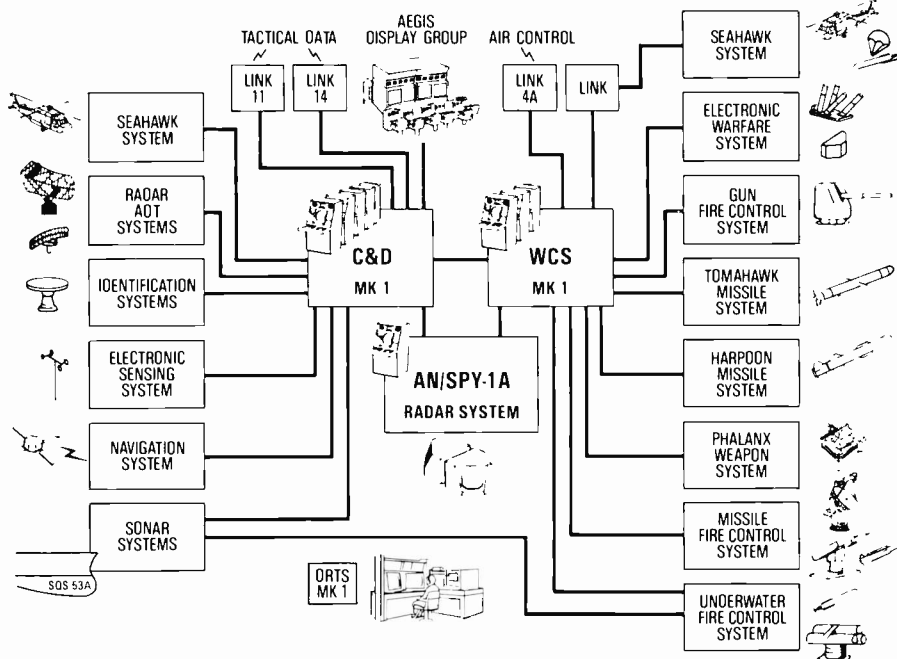 TACTICAL DATA
AEGIS
DISPLAY GROUP
AIR CONTROL
LINK
11
LINK
14
LINK
4A
LINK
SEAHAWK
SYSTEM
SEAHAWK
SYSTEM
ELECTRONIC
WARFARE
SYSTEM
RADAR
ADT
SYSTEMS
GUN
FIRE CONTROL
SYSTEM
C&D
MK 1
WCS
MK 1
IDENTIFICATION
SYSTEMS
TOMAHAWK
MISSILE
SYSTEM
ELECTRONIC
SENSING
SYSTEM
AN/SPY-1A
RADAR SYSTEM
HARPOON
MISSILE
SYSTEM
NAVIGATION
SYSTEM
PHALANX
WEAPON
SYSTEM
SONAR
SYSTEMS
SQS 53A
MISSILE
FIRE CONTROL
SYSTEM
ORTS
MK 1
UNDERWATER
FIRE CONTROL
SYSTEM